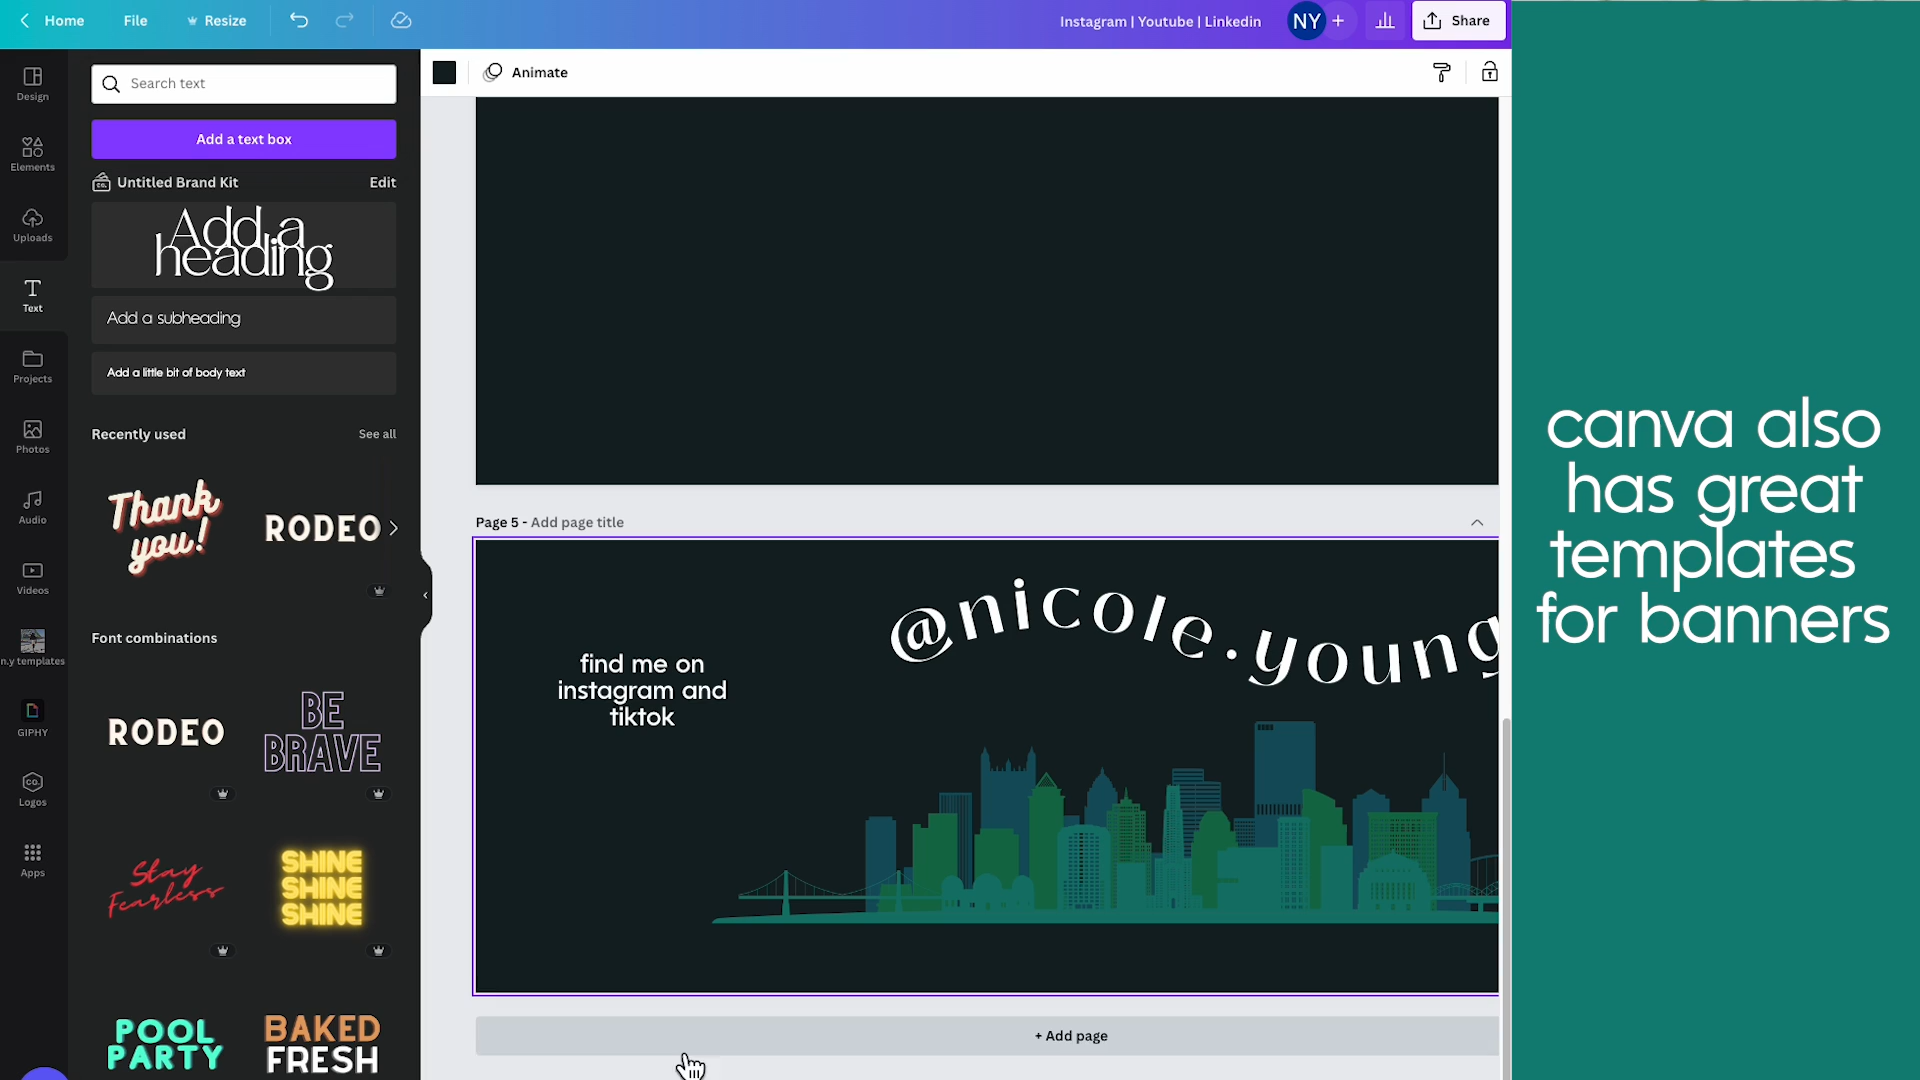 Home
File
Resize
Instagram | Youtube | Linkedin
NY
+
Share
Design
Elements
Uploads
Text
Projects
Photos
Audio
Videos
n.y templates
GIPHY
Logos
Apps
Search text
Add a text box
Untitled Brand Kit
Edit
Add a
heading
Add a subheading
Add a little bit of body text
Recently used
See all
Thank
you!
RODEO
Font combinations
RODEO
BE
BRAVE
Stay
Fearless
SHINE
SHINE
SHINE
POOL
PARTY
BAKED
FRESH
Animate
Page 5 - Add page title
@nicole.young
find me on
instagram and
tiktok
+ Add page
canva also
has great
templates
for banners